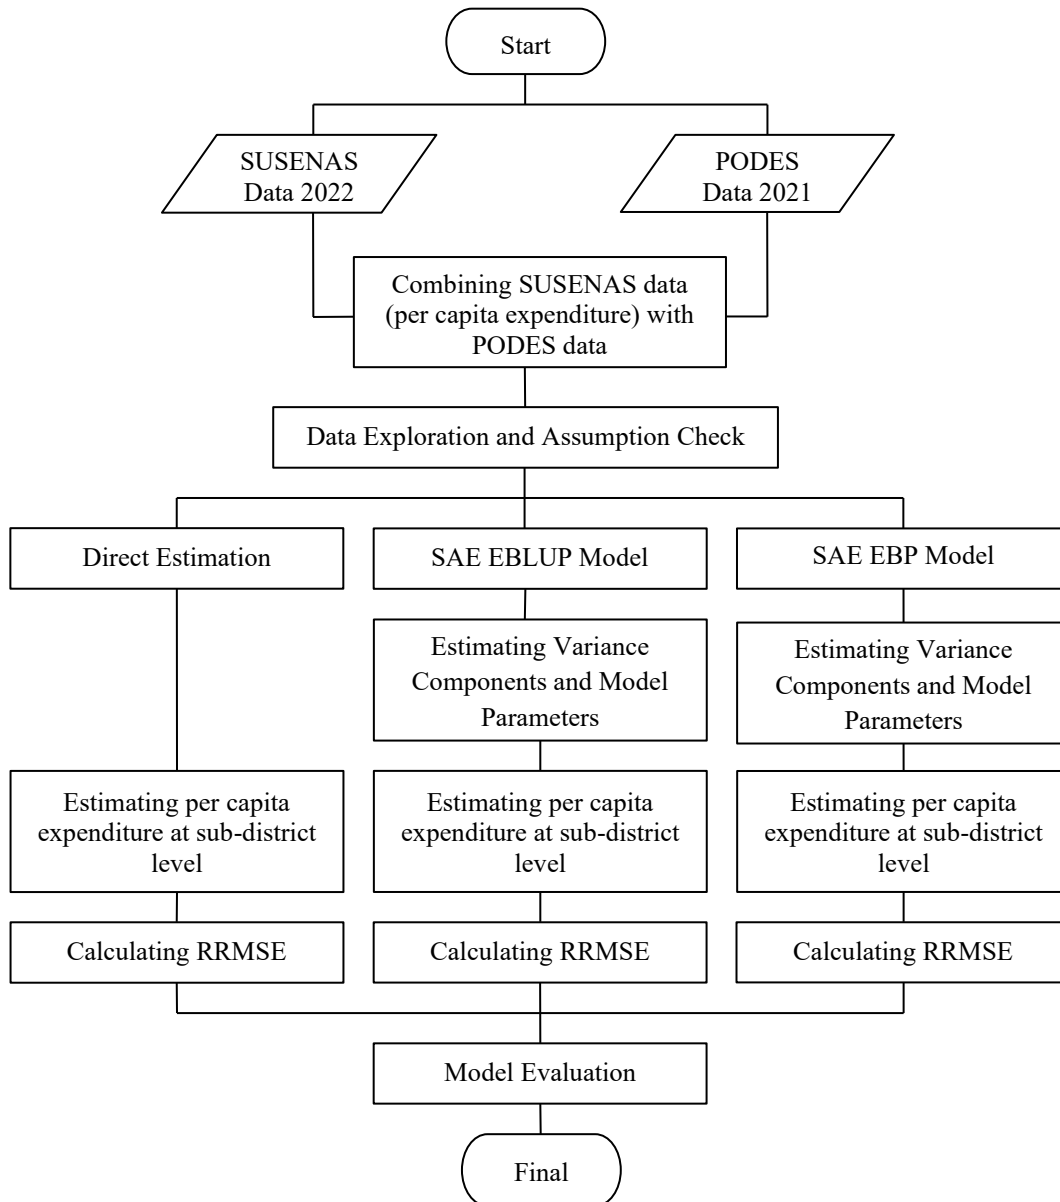 Start
SUSENAS
Data 2022
PODES
Data 2021
Combining SUSENAS data
(per capita expenditure) with
PODES data
Data Exploration and Assumption Check
Direct Estimation
SAE EBLUP Model
SAE EBP Model
Estimating Variance
Components and Model
Parameters
Estimating Variance
Components and Model
Parameters
Estimating per capita
expenditure at sub-district
level
Estimating per capita
expenditure at sub-district
level
Estimating per capita
expenditure at sub-district
level
Calculating RRMSE
Calculating RRMSE
Calculating RRMSE
Model Evaluation
Final